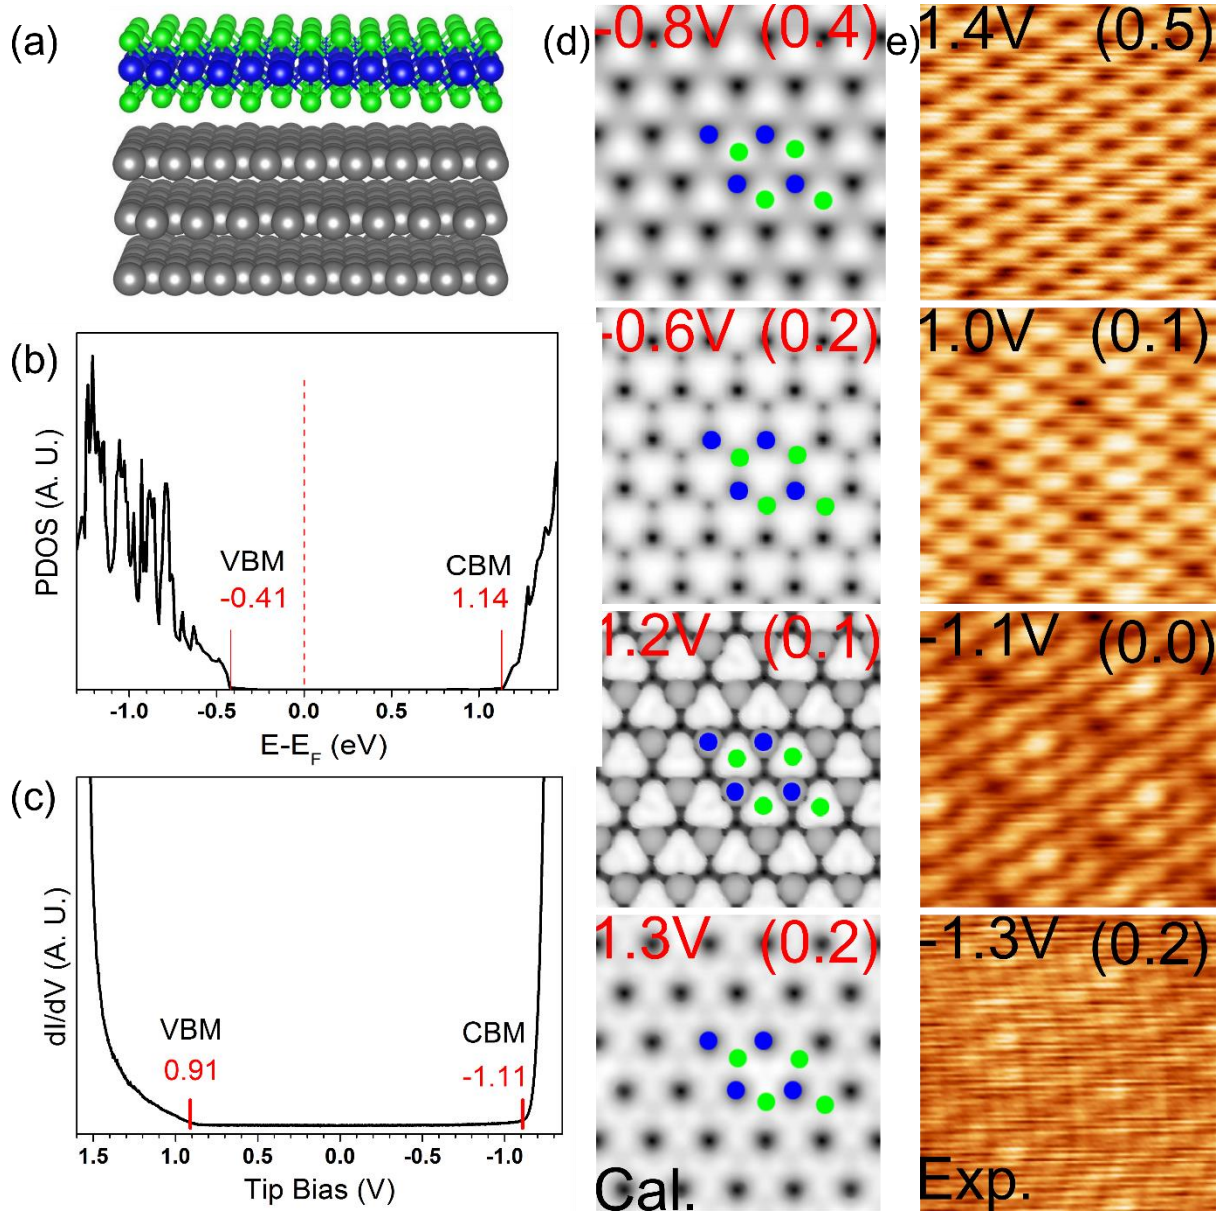 (a)
(b)
PDOS (A. U.)
VBM
-0.41
CBM
1.14
-1.0
-0.5
0.0
0.5
1.0
E-EF (eV)
(c)
dI/dV (A. U.)
VBM
0.91
CBM
-1.11
1.5
1.0
0.5
0.0
-0.5
-1.0
Tip Bias (V)
(d)
-0.8V (0.4)
-0.6V (0.2)
1.2V (0.1)
1.3V (0.2)
Cal.
e)
1.4V (0.5)
1.0V (0.1)
-1.1V (0.0)
-1.3V (0.2)
Exp.